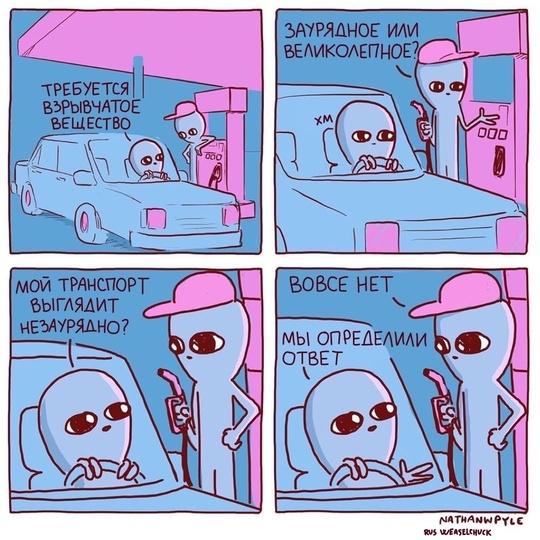 ТРЕБУЕТСЯ
ВЗРЫВЧАТОЕ
ВЕЩЕСТВО
ЗАУРЯДНОЕ ИЛИ
ВЕЛИКОЛЕПНОЕ?
ХМ
МОЙ ТРАНСПОРТ
ВЫГЛЯДИТ
НЕЗАУРЯДНО?
ВОВСЕ НЕТ
МЫ ОПРЕДЕЛИЛИ
ОТВЕТ
NATHANWPYLE
RUS WEASELCHUCK